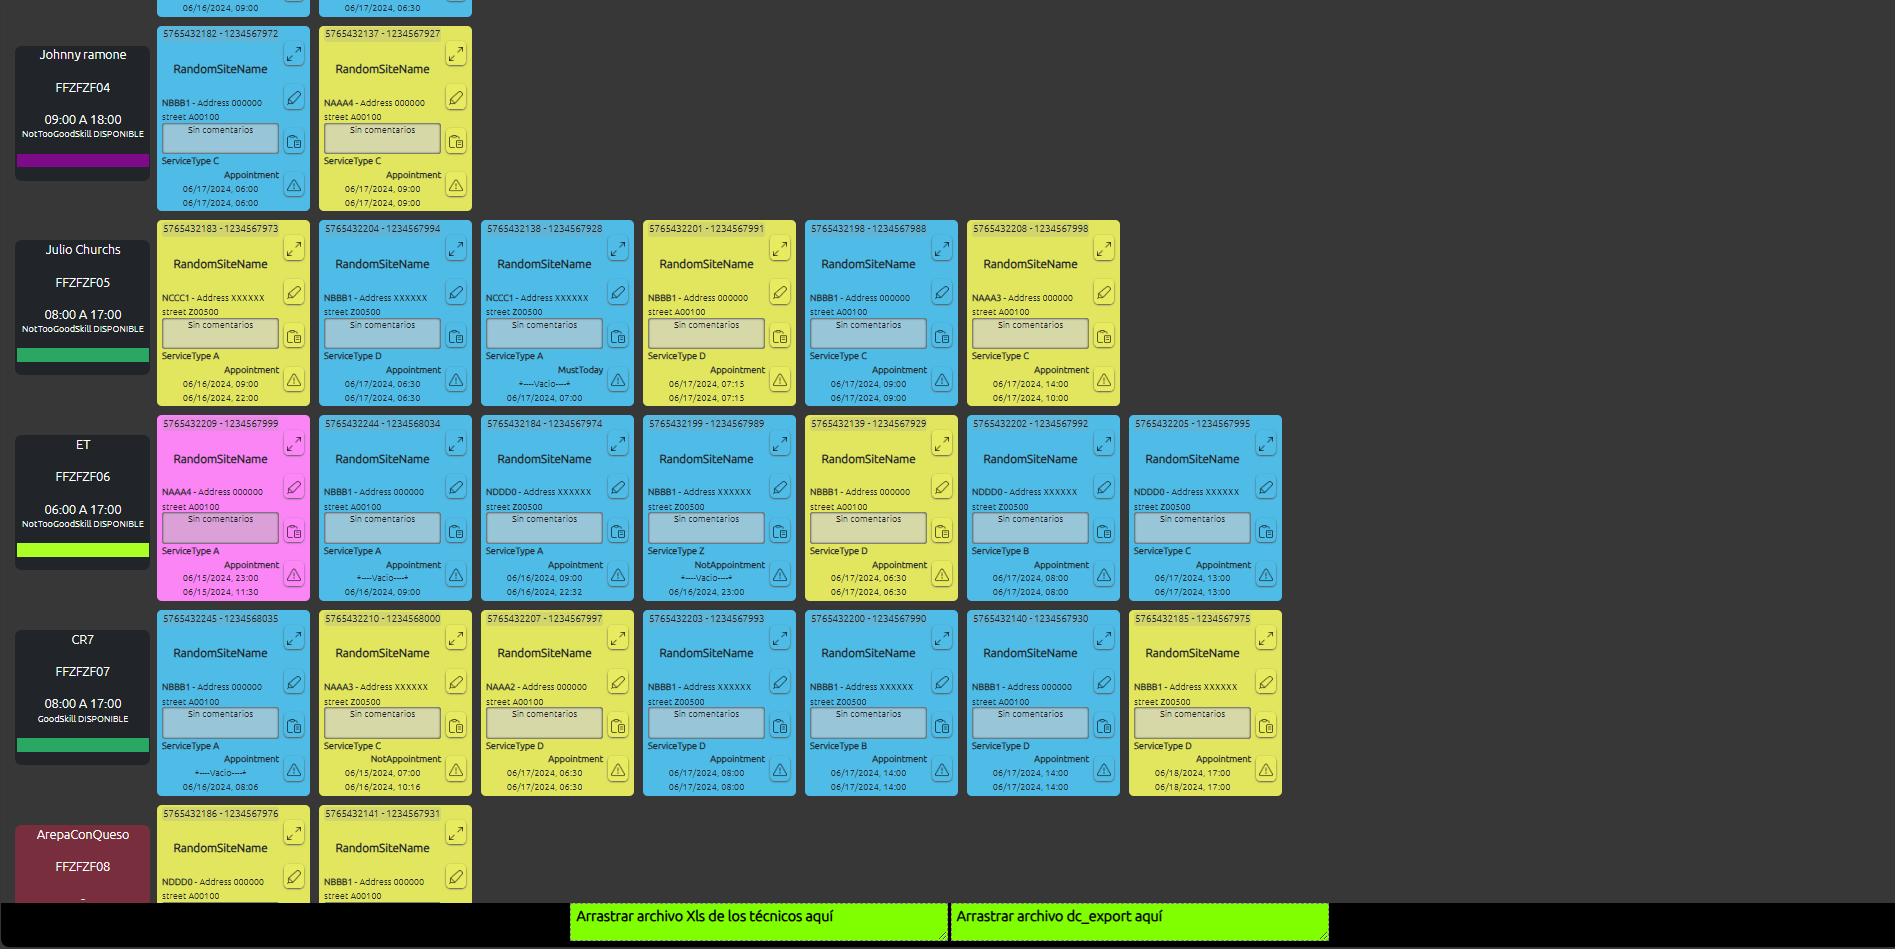 06/16/2024, 09:00
06/17/2024, 06:30
Johnny ramone
FFZFZF04
09:00 A 18:00
NotTooGoodSkill DISPONIBLE
5765432182 - 1234567972
RandomSiteName
NBBB1 - Address 000000
street A00100
Sin comentarios
ServiceType C
Appointment
06/17/2024, 06:00
06/17/2024, 06:00
5765432137 - 1234567927
RandomSiteName
NAAA4 - Address 000000
street A00100
Sin comentarios
ServiceType C
Appointment
06/17/2024, 09:00
06/17/2024, 09:00
Julio Churchs
FFZFZF05
08:00 A 17:00
NotTooGoodSkill DISPONIBLE
5765432183 - 1234567973
RandomSiteName
NCCC1 - Address XXXXXX
street Z00500
Sin comentarios
ServiceType A
Appointment
06/16/2024, 09:00
06/16/2024, 22:00
5765432204 - 1234567994
RandomSiteName
NBBB1 - Address XXXXXX
street Z00500
Sin comentarios
ServiceType D
Appointment
06/17/2024, 06:30
06/17/2024, 06:30
5765432138 - 1234567928
RandomSiteName
NCCC1 - Address XXXXXX
street Z00500
Sin comentarios
ServiceType A
MustToday
+----Vacio----+
06/17/2024, 07:00
5765432201 - 1234567991
RandomSiteName
NBBB1 - Address 000000
street A00100
Sin comentarios
ServiceType D
Appointment
06/17/2024, 07:15
06/17/2024, 07:15
5765432198 - 1234567988
RandomSiteName
NBBB1 - Address 000000
street A00100
Sin comentarios
ServiceType C
Appointment
06/17/2024, 09:00
06/17/2024, 09:00
5765432208 - 1234567998
RandomSiteName
NAAA3 - Address 000000
street A00100
Sin comentarios
ServiceType C
Appointment
06/17/2024, 14:00
06/17/2024, 10:00
ET
FFZFZF06
06:00 A 17:00
NotTooGoodSkill DISPONIBLE
5765432209 - 1234567999
RandomSiteName
NAAA4 - Address 000000
street A00100
Sin comentarios
ServiceType A
Appointment
06/15/2024, 23:00
06/15/2024, 11:30
5765432244 - 1234568034
RandomSiteName
NBBB1 - Address 000000
street A00100
Sin comentarios
ServiceType A
Appointment
+----Vacio----+
06/16/2024, 09:00
5765432184 - 1234567974
RandomSiteName
NDDD0 - Address XXXXXX
street Z00500
Sin comentarios
ServiceType A
Appointment
06/16/2024, 09:00
06/16/2024, 22:32
5765432199 - 1234567989
RandomSiteName
NBBB1 - Address XXXXXX
street Z00500
Sin comentarios
ServiceType Z
NotAppointment
+----Vacio----+
06/16/2024, 23:00
5765432139 - 1234567929
RandomSiteName
NBBB1 - Address 000000
street A00100
Sin comentarios
ServiceType D
Appointment
06/17/2024, 06:30
06/17/2024, 06:30
5765432202 - 1234567992
RandomSiteName
NDDD0 - Address XXXXXX
street Z00500
Sin comentarios
ServiceType B
Appointment
06/17/2024, 08:00
06/17/2024, 08:00
5765432205 - 1234567995
RandomSiteName
NDDD0 - Address XXXXXX
street Z00500
Sin comentarios
ServiceType C
Appointment
06/17/2024, 13:00
06/17/2024, 13:00
CR7
FFZFZF07
08:00 A 17:00
GoodSkill DISPONIBLE
5765432245 - 1234568035
RandomSiteName
NBBB1 - Address 000000
street A00100
Sin comentarios
ServiceType A
Appointment
+----Vacio----+
06/16/2024, 08:06
5765432210 - 1234568000
RandomSiteName
NAAA3 - Address XXXXXX
street Z00500
Sin comentarios
ServiceType C
NotAppointment
06/15/2024, 07:00
06/16/2024, 10:16
5765432207 - 1234567997
RandomSiteName
NAAA2 - Address 000000
street A00100
Sin comentarios
ServiceType D
Appointment
06/17/2024, 06:30
06/17/2024, 06:30
5765432203 - 1234567993
RandomSiteName
NBBB1 - Address XXXXXX
street Z00500
Sin comentarios
ServiceType D
Appointment
06/17/2024, 08:00
06/17/2024, 08:00
5765432200 - 1234567990
RandomSiteName
NBBB1 - Address XXXXXX
street Z00500
Sin comentarios
ServiceType B
Appointment
06/17/2024, 14:00
06/17/2024, 14:00
5765432140 - 1234567930
RandomSiteName
NBBB1 - Address 000000
street A00100
Sin comentarios
ServiceType D
Appointment
06/17/2024, 14:00
06/17/2024, 14:00
5765432185 - 1234567975
RandomSiteName
NBBB1 - Address XXXXXX
street Z00500
Sin comentarios
ServiceType D
Appointment
06/18/2024, 17:00
06/18/2024, 17:00
ArepaConQueso
FFZFZF08
-
5765432186 - 1234567976
RandomSiteName
NDDD0 - Address 000000
street A00100
5765432141 - 1234567931
RandomSiteName
NBBB1 - Address 000000
street A00100
Arrastrar archivo Xls de los técnicos aquí
Arrastrar archivo dc_export aquí